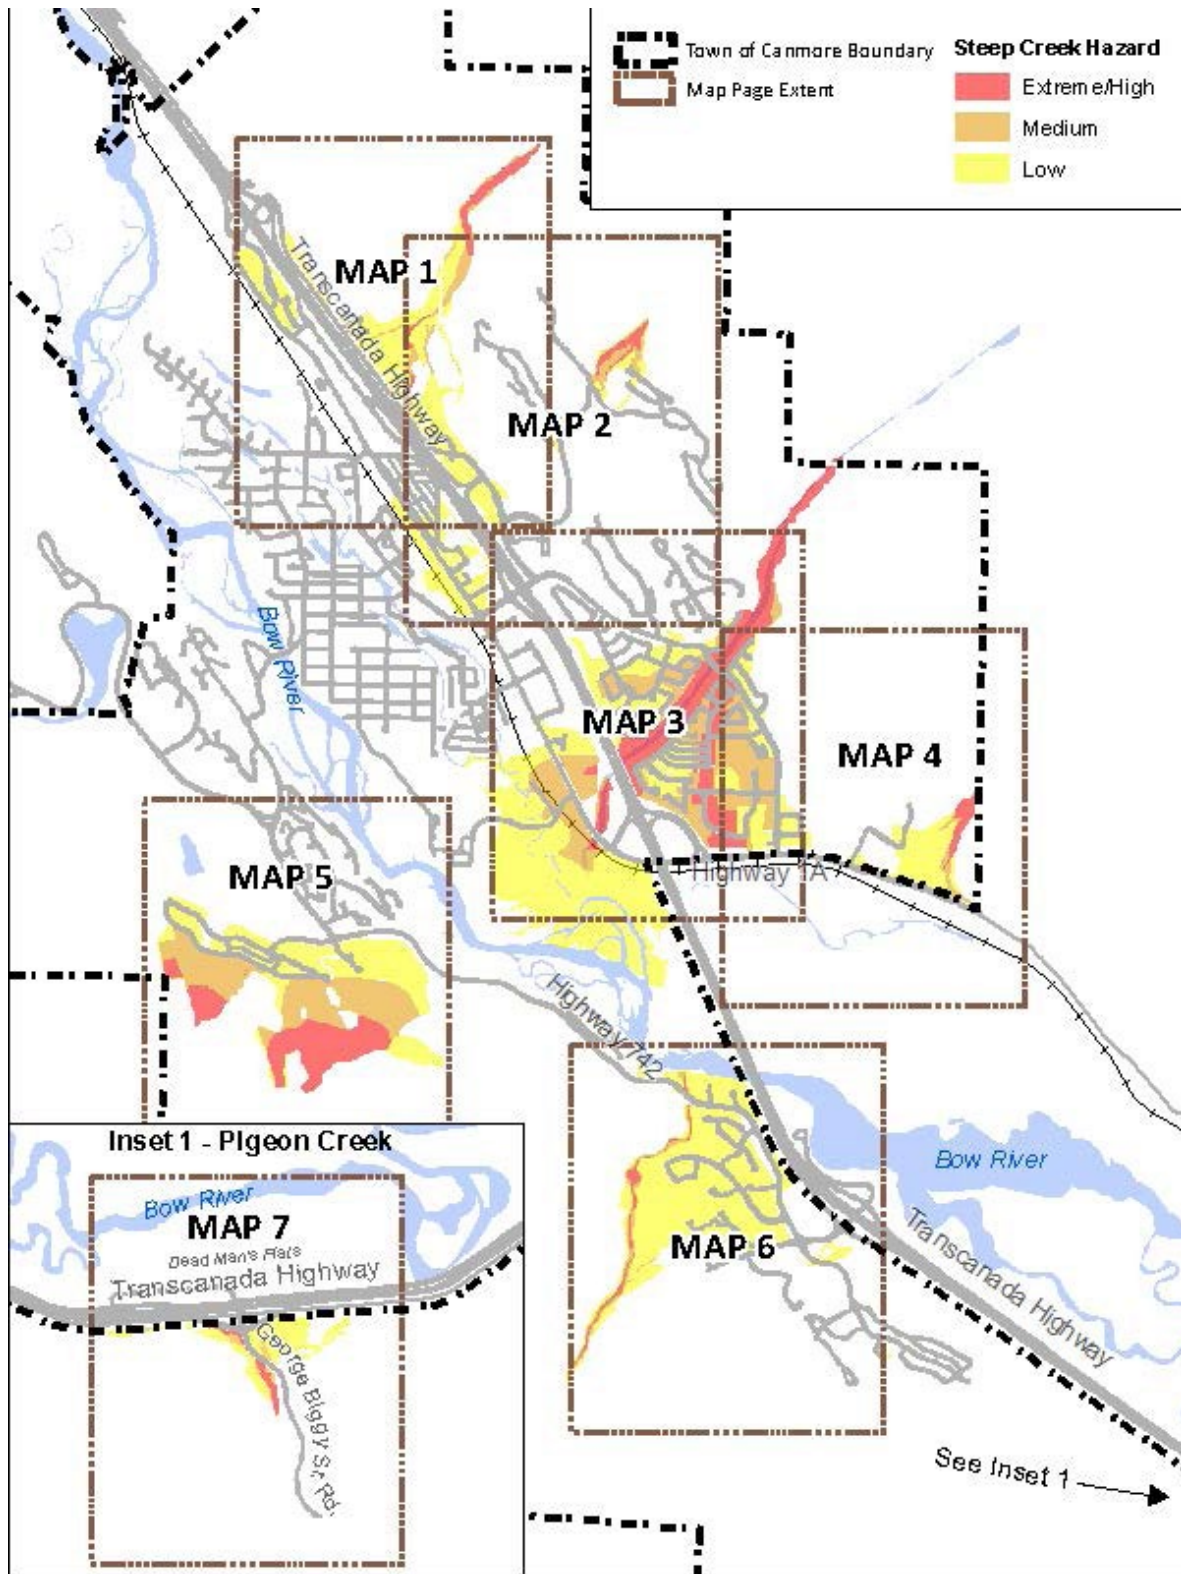 Town of Canmore Boundary
Map Page Extent
Steep Creek Hazard
Extreme/High
Medium
Low
MAP 1
Transcanada Highway
MAP 2
Bow River
MAP 3
MAP 4
Highway 1A
MAP 5
Highway 742
Bow River
MAP 6
Transcanada Highway
See Inset 1
Inset 1 - Pigeon Creek
Bow River
MAP 7
Dead Man's Flats
Transcanada Highway
George Biggy Sr. Rd.